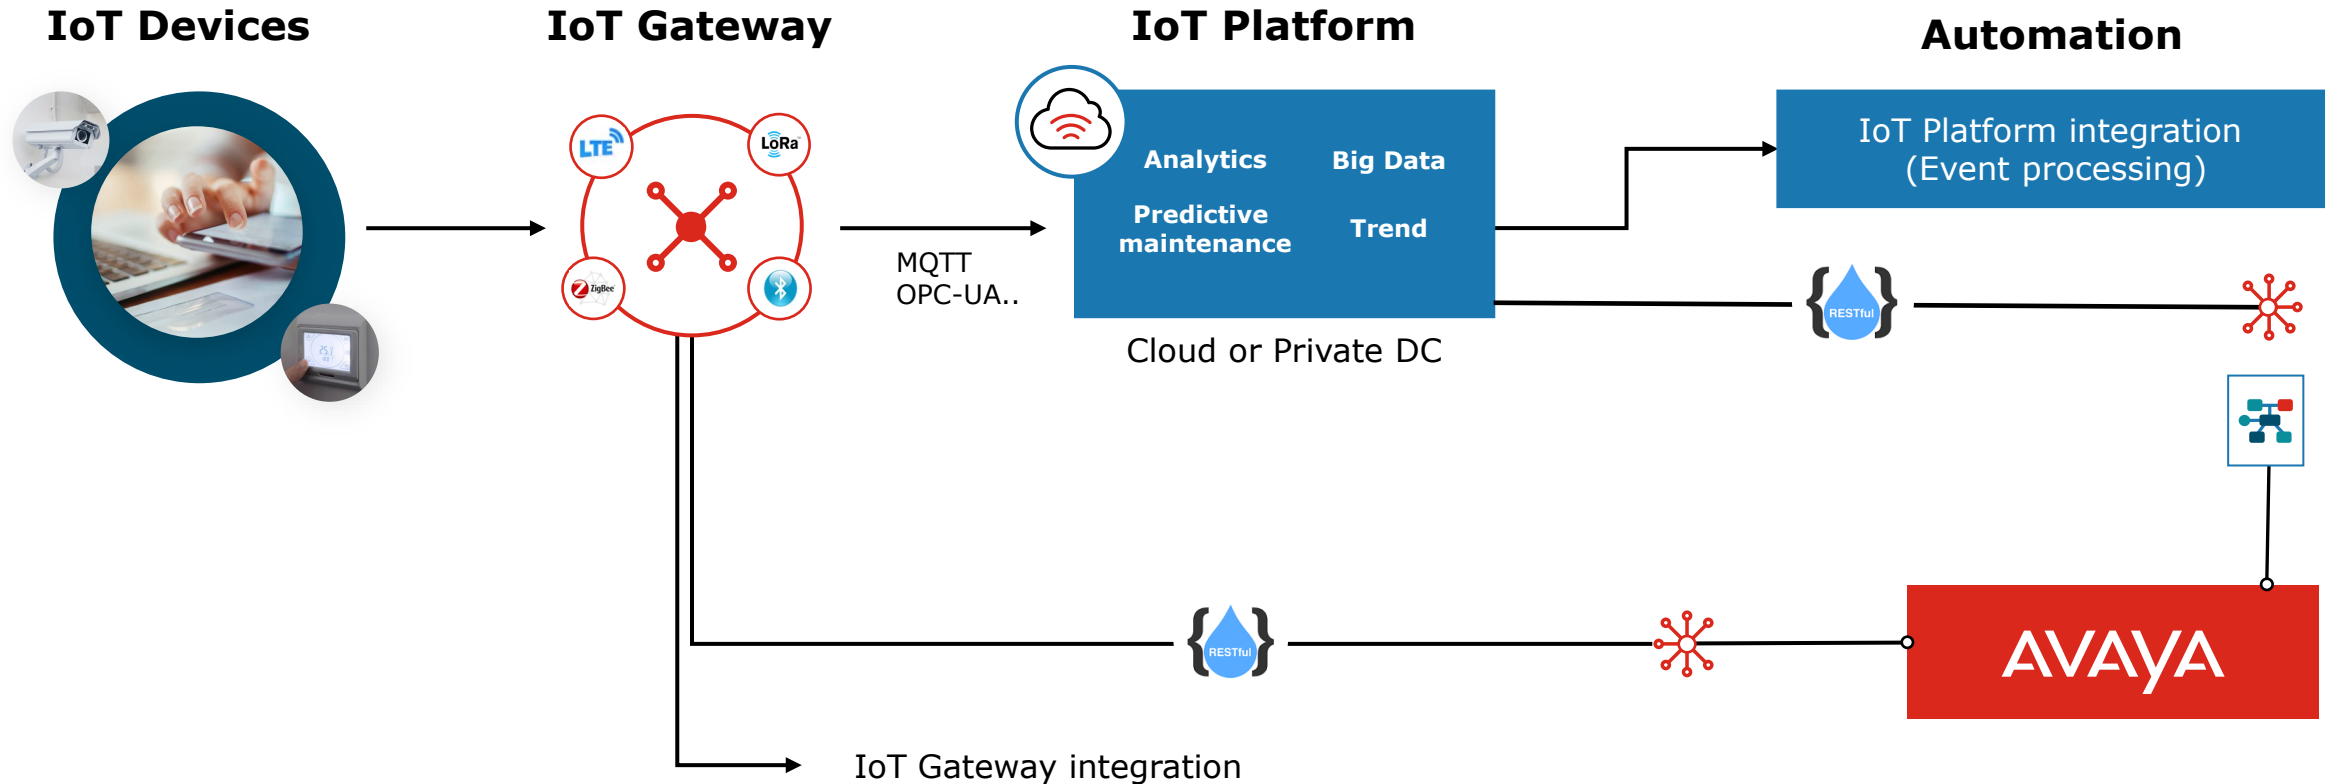 IoT Devices
IoT Gateway
IoT Platform
Automation
LTE
LoRa
ZigBee
MQTT
OPC-UA..
Analytics
Big Data
Predictive
maintenance
Trend
Cloud or Private DC
IoT Platform integration
(Event processing)
{RESTful}
{RESTful}
AVAYA
IoT Gateway integration